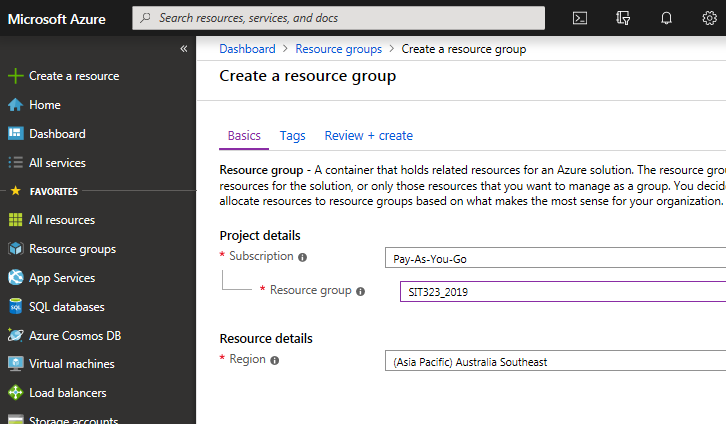 Microsoft Azure
Search resources, services, and docs
«
Dashboard > Resource groups > Create a resource group
Create a resource group
Create a resource
Home
Dashboard
All services
FAVORITES
All resources
Resource groups
App Services
SQL databases
Azure Cosmos DB
Virtual machines
Load balancers
Storage accounts
Basics Tags Review + create
Resource group - A container that holds related resources for an Azure solution. The resource grou
resources for the solution, or only those resources that you want to manage as a group. You decid
allocate resources to resource groups based on what makes the most sense for your organization.
Project details
* Subscription
Pay-As-You-Go
* Resource group
SIT323_2019
Resource details
* Region
(Asia Pacific) Australia Southeast